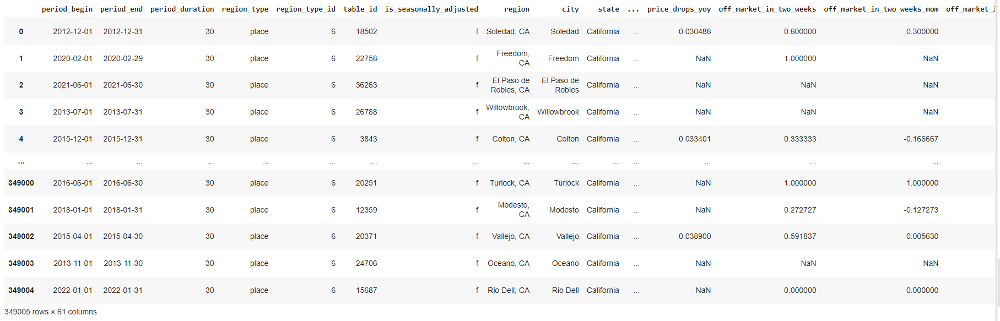 period_begin period_end period_duration region_type region_type_id table_id is_seasonally_adjusted region city state ... price_drops_yoy off_market_in_two_weeks off_market_in_two_weeks_mom off_market_i
0 2012-12-01 2012-12-31 30 place 6 18502 f Soledad, CA Soledad California ... 0.030488 0.600000 0.300000
1 2020-02-01 2020-02-29 30 place 6 22758 f Freedom, CA Freedom California ... NaN 1.000000 NaN
2 2021-06-01 2021-06-30 30 place 6 36263 f El Paso de Robles, CA El Paso de Robles California ... NaN NaN NaN
3 2013-07-01 2013-07-31 30 place 6 26788 f Willowbrook, CA Willowbrook California ... NaN NaN NaN
4 2015-12-01 2015-12-31 30 place 6 3843 f Colton, CA Colton California ... 0.033401 0.333333 -0.166667
... ... ... ... ... ... ... ... ... ... ... ... ... ... ...
349000 2016-06-01 2016-06-30 30 place 6 20251 f Turlock, CA Turlock California ... NaN 1.000000 1.000000
349001 2018-01-01 2018-01-31 30 place 6 12359 f Modesto, CA Modesto California ... NaN 0.272727 -0.127273
349002 2015-04-01 2015-04-30 30 place 6 20371 f Vallejo, CA Vallejo California ... 0.038900 0.591837 0.005630
349003 2013-11-01 2013-11-30 30 place 6 24706 f Oceano, CA Oceano California ... NaN NaN NaN
349004 2022-01-01 2022-01-31 30 place 6 15687 f Rio Dell, CA Rio Dell California ... NaN 0.000000 0.000000
349005 rows × 61 columns